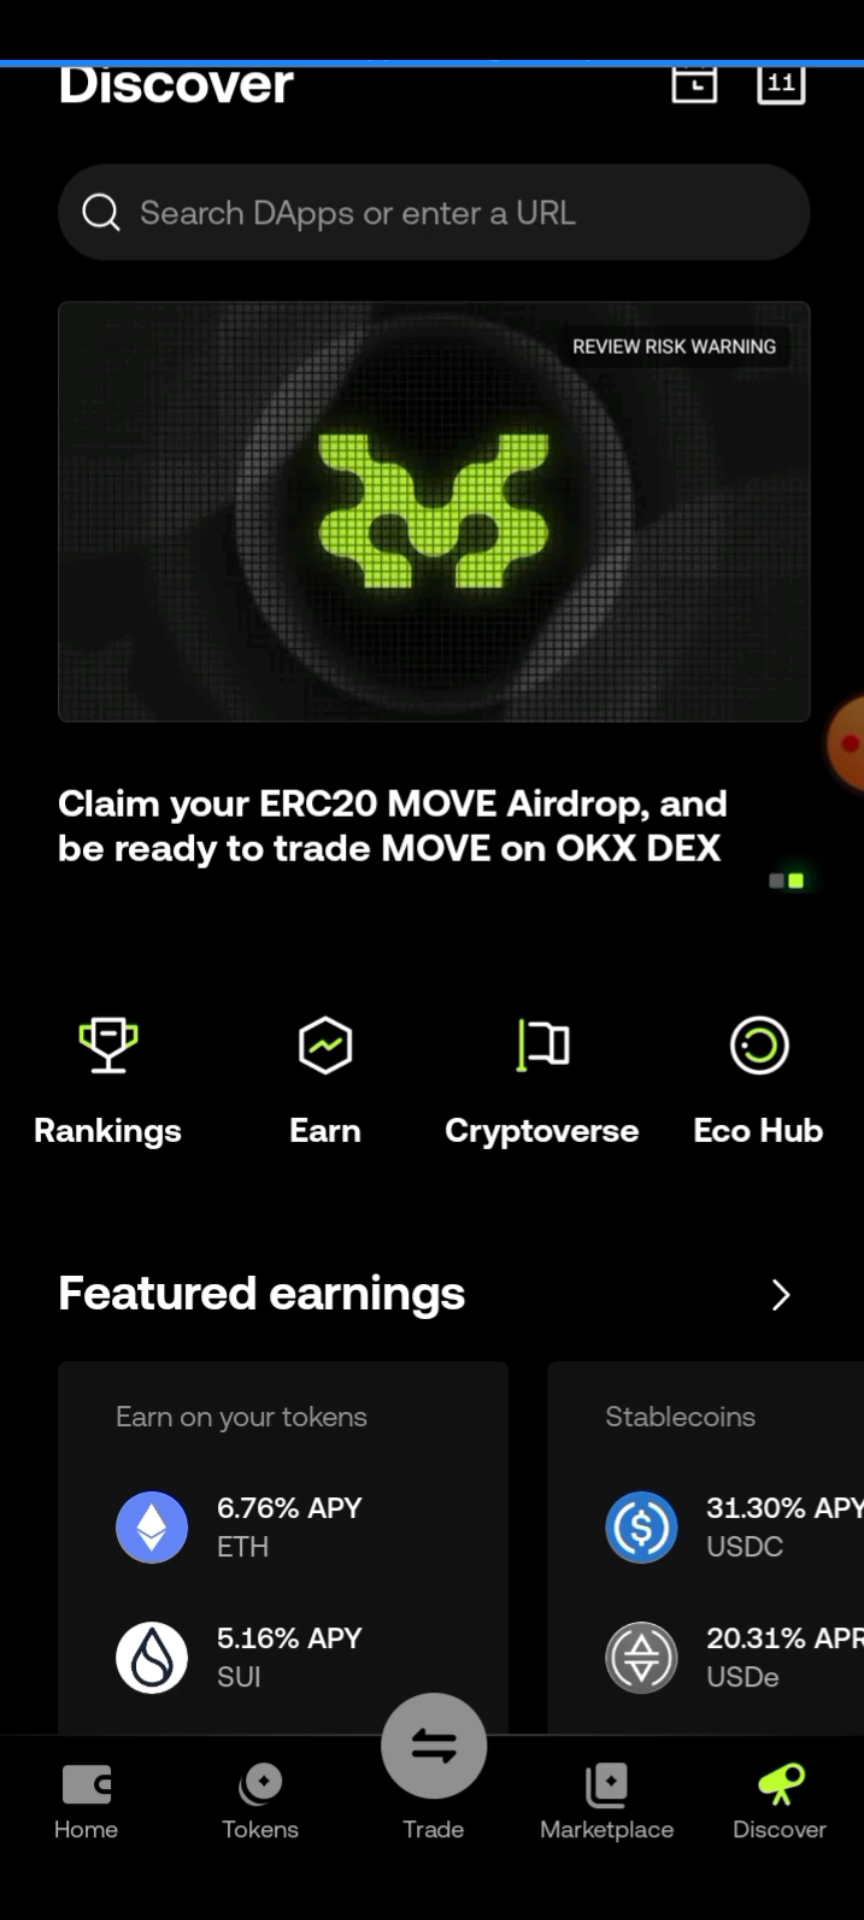 Discover
11
Search DApps or enter a URL
REVIEW RISK WARNING
Claim your ERC20 MOVE Airdrop, and
be ready to trade MOVE on OKX DEX
Rankings
Earn
Cryptoverse
Eco Hub
Featured earnings
Earn on your tokens
6.76% APY
ETH
5.16% APY
SUI
Stablecoins
31.30% APY
USDC
20.31% APR
USDe
Home
Tokens
Trade
Marketplace
Discover